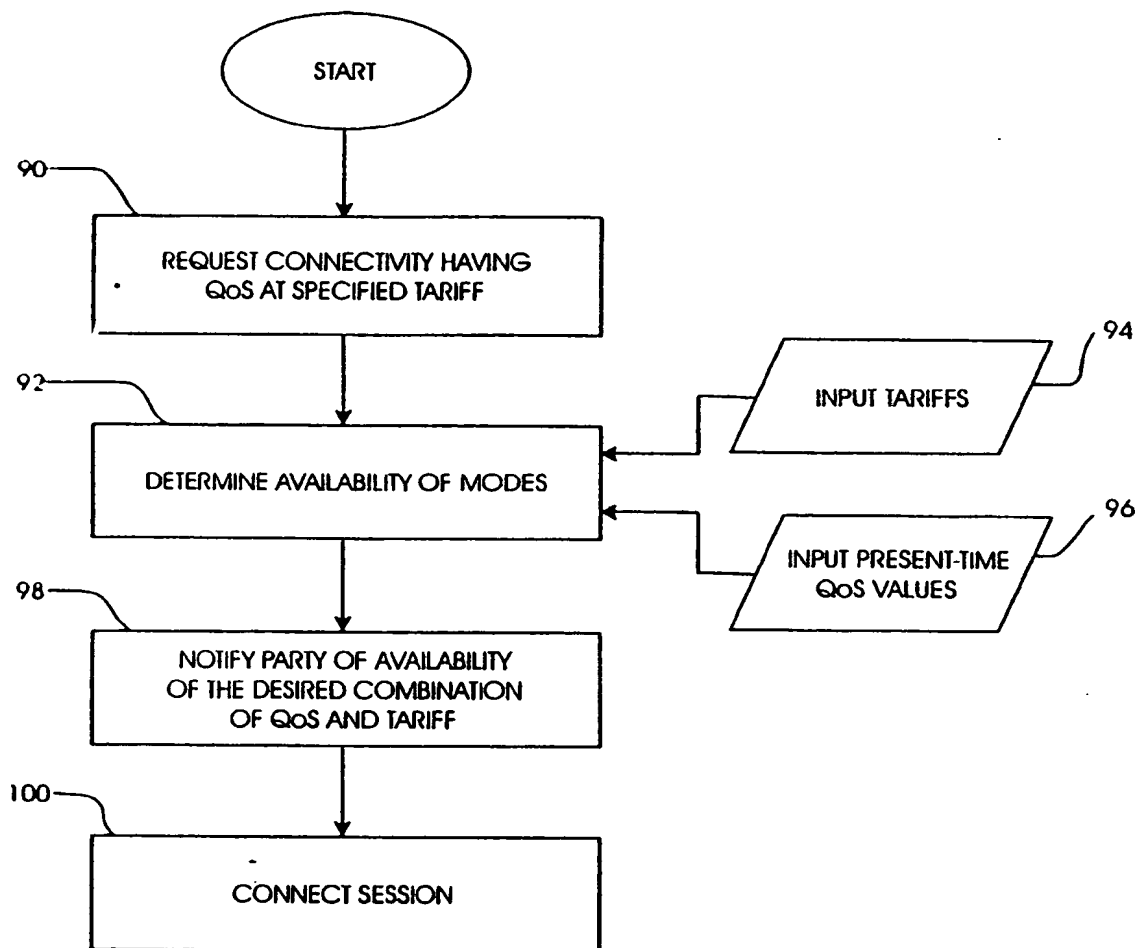 START
90
REQUEST CONNECTIVITY HAVING
QoS AT SPECIFIED TARIFF
92
DETERMINE AVAILABILITY OF MODES
94
INPUT TARIFFS
96
INPUT PRESENT-TIME
QoS VALUES
98
NOTIFY PARTY OF AVAILABILITY
OF THE DESIRED COMBINATION
OF QoS AND TARIFF
100
CONNECT SESSION